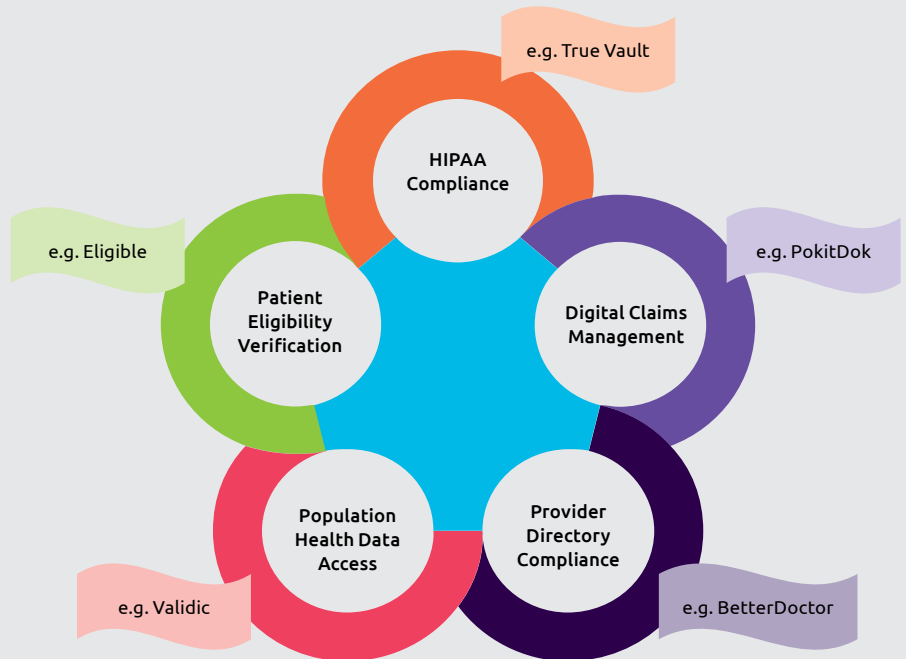 e.g. True Vault
HIPAA
Compliance
e.g. Eligible
e.g. PokitDok
Patient
Eligibility
Verification
Digital Claims
Management
Population
Health Data
Access
Provider
Directory
Compliance
e.g. Validic
e.g. BetterDoctor